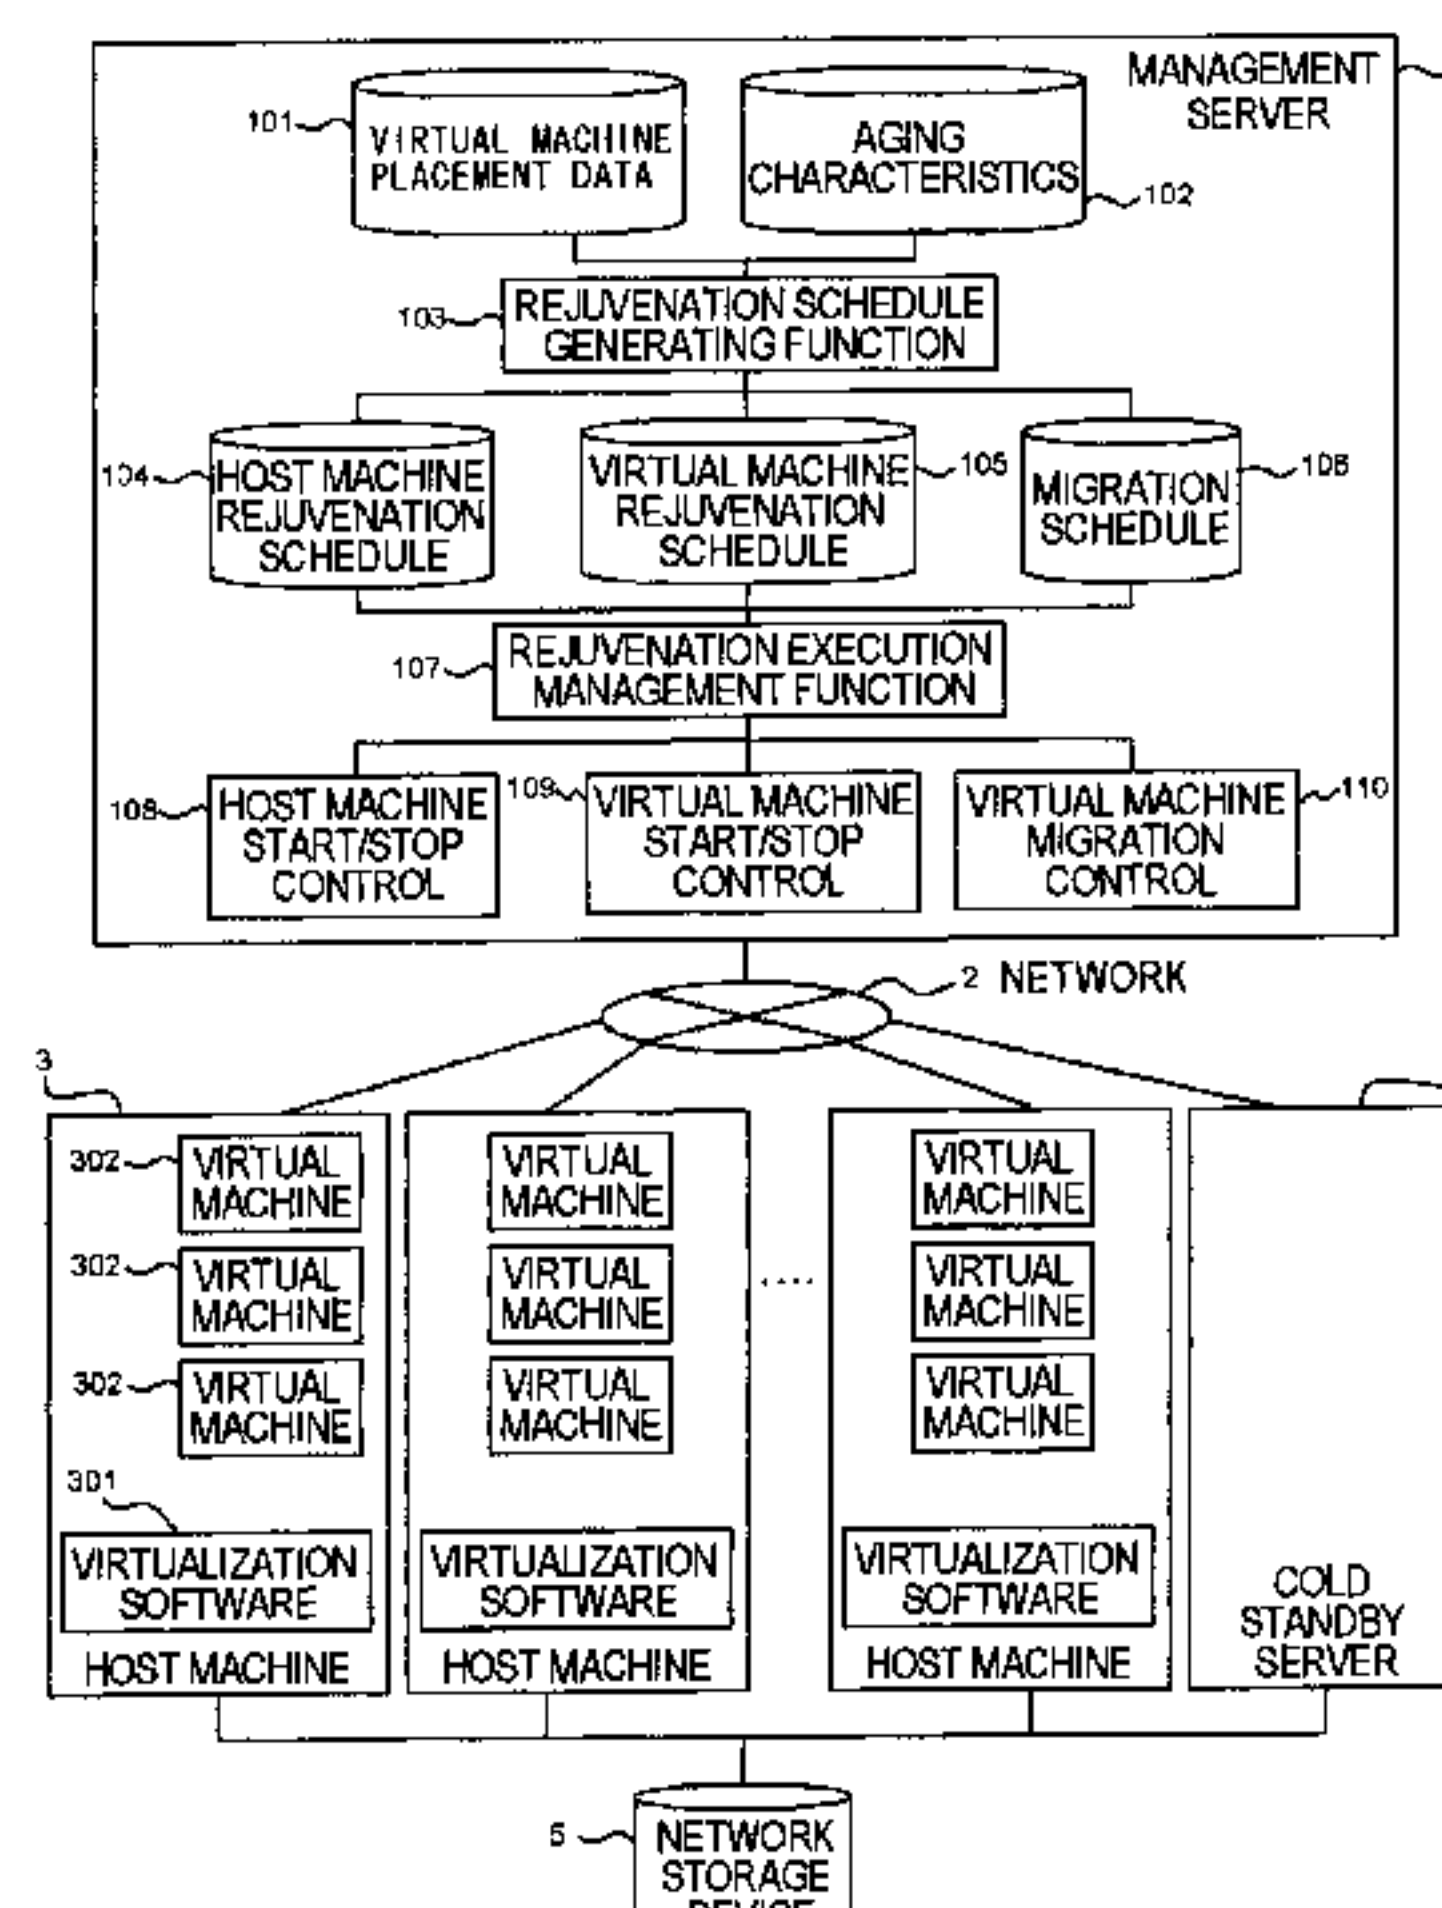 MANAGEMENT
SERVER
101
VIRTUAL MACHINE
PLACEMENT DATA
AGING
CHARACTERISTICS
102
103
REJUVENATION SCHEDULE
GENERATING FUNCTION
104
HOST MACHINE
REJUVENATION
SCHEDULE
VIRTUAL MACHINE
REJUVENATION
SCHEDULE
105
MIGRATION
SCHEDULE
106
107
REJUVENATION EXECUTION
MANAGEMENT FUNCTION
108
HOST MACHINE
START/STOP
CONTROL
109
VIRTUAL MACHINE
START/STOP
CONTROL
VIRTUAL MACHINE
MIGRATION
CONTROL
110
2 NETWORK
3
302
VIRTUAL
MACHINE
302
VIRTUAL
MACHINE
302
VIRTUAL
MACHINE
301
VIRTUALIZATION
SOFTWARE
HOST MACHINE
VIRTUAL
MACHINE
VIRTUAL
MACHINE
VIRTUAL
MACHINE
VIRTUALIZATION
SOFTWARE
HOST MACHINE
....
VIRTUAL
MACHINE
VIRTUAL
MACHINE
VIRTUAL
MACHINE
VIRTUALIZATION
SOFTWARE
HOST MACHINE
COLD
STANDBY
SERVER
5
NETWORK
STORAGE
DEVICE